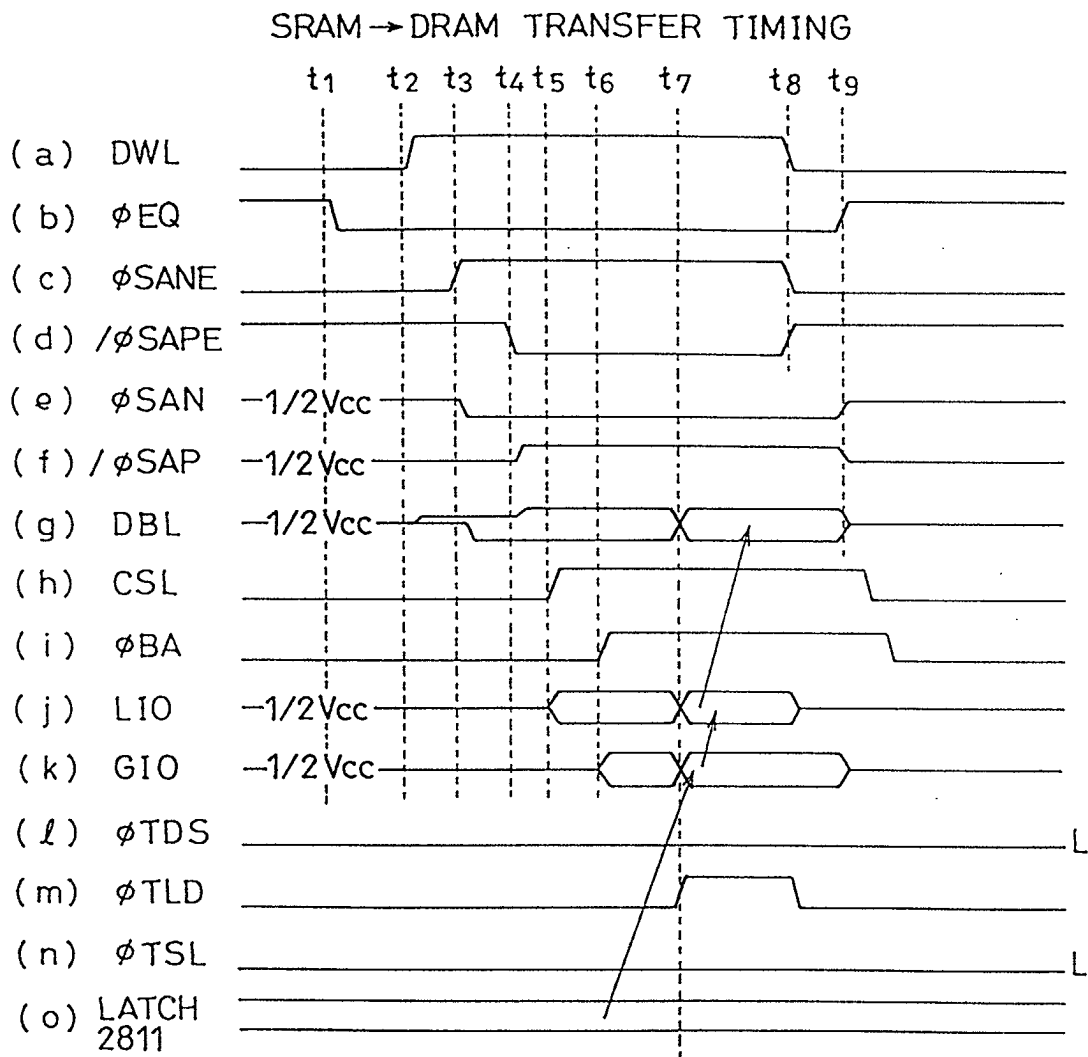 SRAM→DRAM TRANSFER TIMING
t1 t2 t3 t4 t5 t6 t7 t8 t9
(a) DWL
(b) φEQ
(c) φSANE
(d) /φSAPE
(e) φSAN 1/2Vcc
(f) /φSAP 1/2Vcc
(g) DBL 1/2Vcc
(h) CSL
(i) φBA
(j) LIO 1/2Vcc
(k) GIO 1/2Vcc
(ℓ) φTDS L
(m) φTLD
(n) φTSL L
(o) LATCH
2811